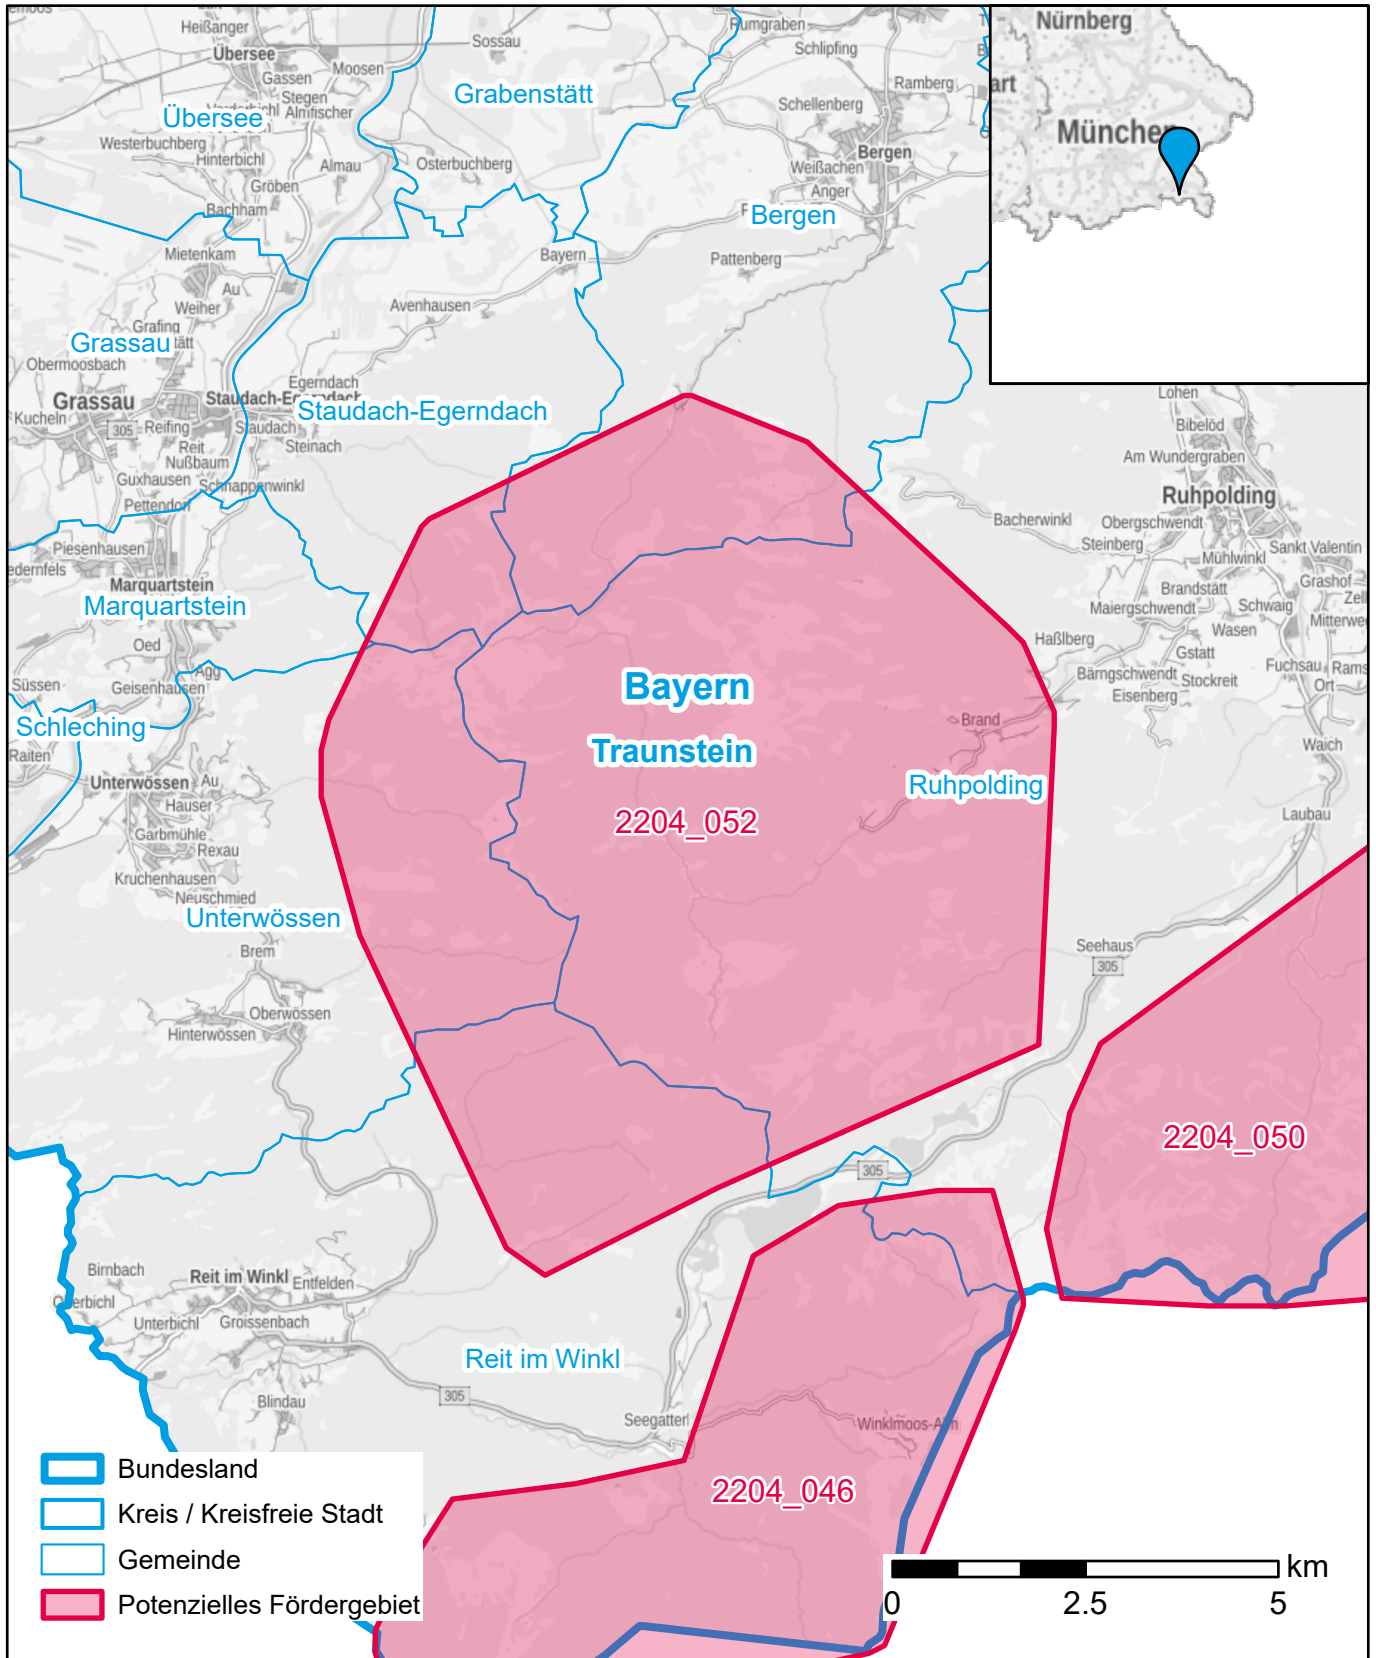 Heißanger
Übersee
Gassen
Moosen
Stegen
Almfischer
Übersee
Westerbuchberg
Hinterbichl
Almau
Gröben
Bachham
Sossau
Grabenstätt
Osterbuchberg
Rumgraben
Schlipfing
Ramberg
Schellenberg
Bergen
Weißachen
Anger
Bergen
Pattenberg
Bayern
Avenhausen
Nürnberg
München
Mietenkam
Au
Weiher
Grafing
Grassau
Obermoosbach
Grassau
Kucheln
305
Reifing
Reit
Nußbaum
Guxhausen
Pettendorf
Egerndach
Staudach-Egerndach
Staudach-Egerndach
Staudach
Steinach
Schnappenwinkl
Piesenhausen
Marquartstein
Marquartstein
Oed
Agg
Süssen
Geisenhausen
Schleching
Raiten
Unterwössen
Au
Hauser
Garbmühle
Rexau
Kruchenhausen
Neuschmied
Unterwössen
Brem
Oberwössen
Hinterwössen
Lohen
Bibelöd
Am Wundergraben
Ruhpolding
Bacherwinkl
Obergschwendt
Steinberg
Sankt Valentin
Mühlwinkl
Brandstätt
Grashof
Maiergschwendt
Schwaig
Wasen
Haßlberg
Gstatt
Bärngschwendt
Stockreit
Fuchsau
Eisenberg
Ort
Waich
Laubau
Bayern
Traunstein
2204_052
Brand
Ruhpolding
Seehaus
305
2204_050
305
Birnbach
Reit im Winkl
Entfelden
Unterbichl
Groissenbach
Reit im Winkl
Blindau
305
Seegatterl
Winklmoos-Alm
2204_046
Bundesland
Kreis / Kreisfreie Stadt
Gemeinde
Potenzielles Fördergebiet
km
0
2.5
5